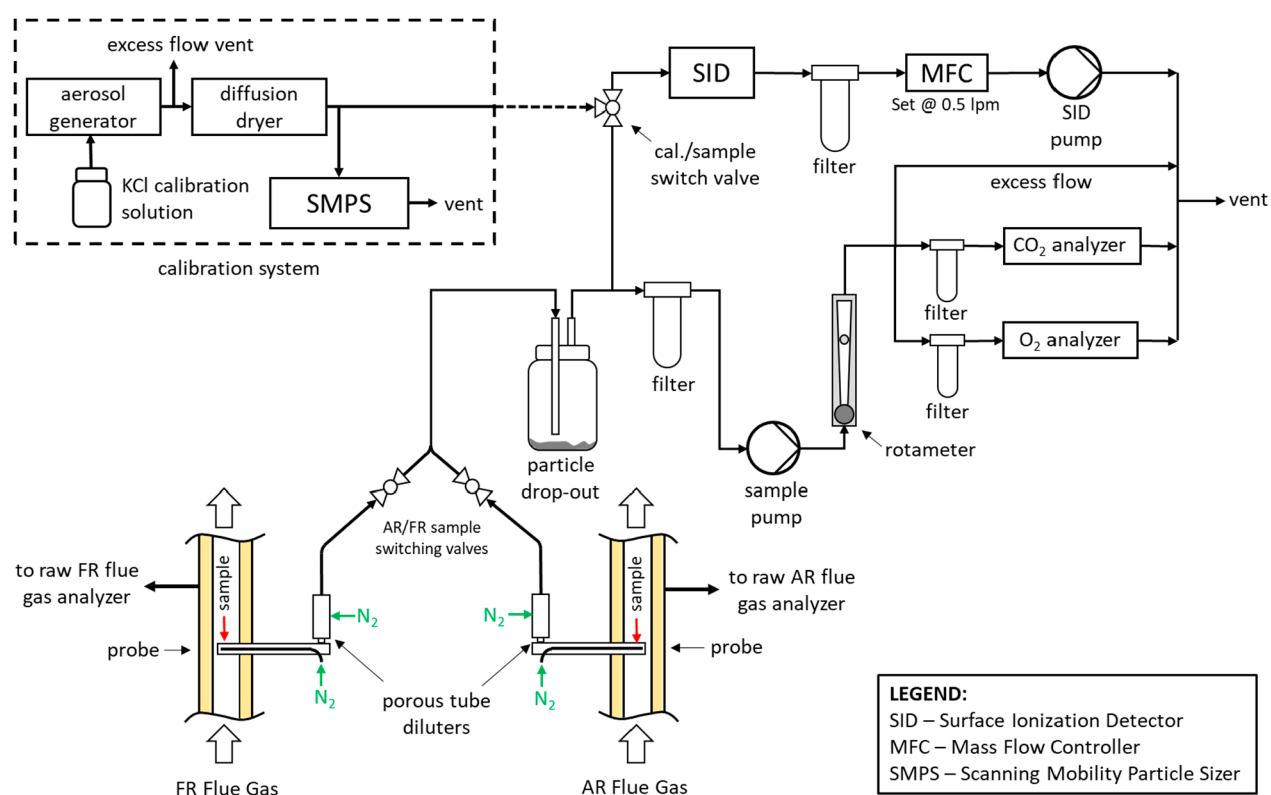 excess flow vent
aerosol
generator
diffusion
dryer
KCl calibration
solution
SMPS
vent
calibration system
SID
MFC
Set @ 0.5 lpm
SID
pump
filter
cal./sample
switch valve
excess flow
vent
CO₂ analyzer
filter
O₂ analyzer
filter
rotameter
filter
particle
drop-out
sample
pump
AR/FR sample
switching valves
to raw FR flue
gas analyzer
sample
N₂
probe
N₂
FR Flue Gas
porous tube
diluters
N₂
N₂
sample
to raw AR flue
gas analyzer
probe
AR Flue Gas
LEGEND:
SID – Surface Ionization Detector
MFC – Mass Flow Controller
SMPS – Scanning Mobility Particle Sizer